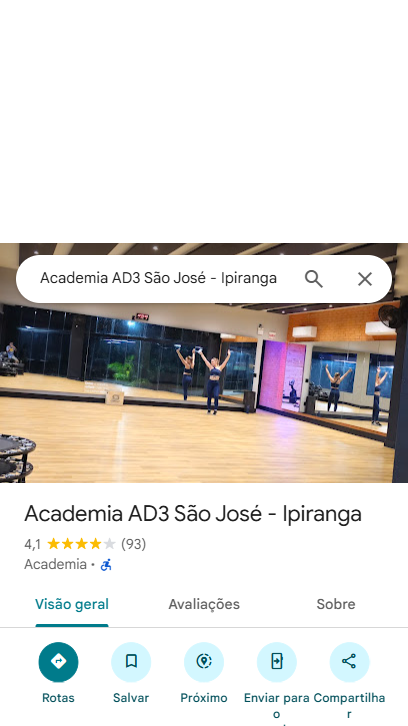 Academia AD3 São José - Ipiranga
Academia AD3 São José - Ipiranga
4,1 (93)
Academia ·
Visão geral Avaliações Sobre
Rotas Salvar Próximo Enviar para o Compartilhar